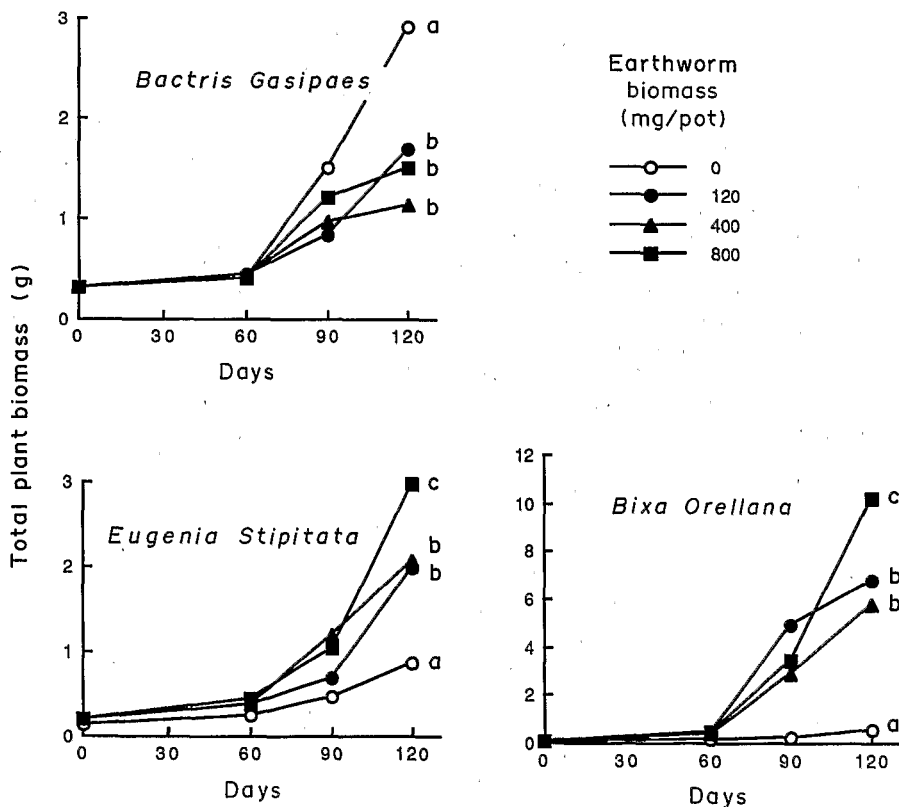 Total plant biomass (g)
3
2
1
0
Bactris Gasipaes
a
b
b
b
0 30 60 90 120
Days
Earthworm
biomass
(mg/pot)
0
120
400
800
3
2
1
0
Eugenia Stipitata
c
b
b
a
0 30 60 90 120
Days
12
10
8
6
4
2
0
Bixa Orellana
c
b
b
a
0 30 60 90 120
Days